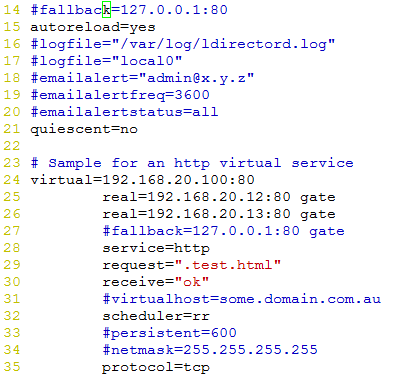 14 #fallback=127.0.0.1:80
15 autoreload=yes
16 #logfile="/var/log/ldirectord.log"
17 #logfile="local0"
18 #emailalert="admin@x.y.z"
19 #emailalertfreq=3600
20 #emailalertstatus=all
21 quiescent=no
22
23 # Sample for an http virtual service
24 virtual=192.168.20.100:80
25         real=192.168.20.12:80 gate
26         real=192.168.20.13:80 gate
27         #fallback=127.0.0.1:80 gate
28         service=http
29         request=".test.html"
30         receive="ok"
31         #virtualhost=some.domain.com.au
32         scheduler=rr
33         #persistent=600
34         #netmask=255.255.255.255
35         protocol=tcp